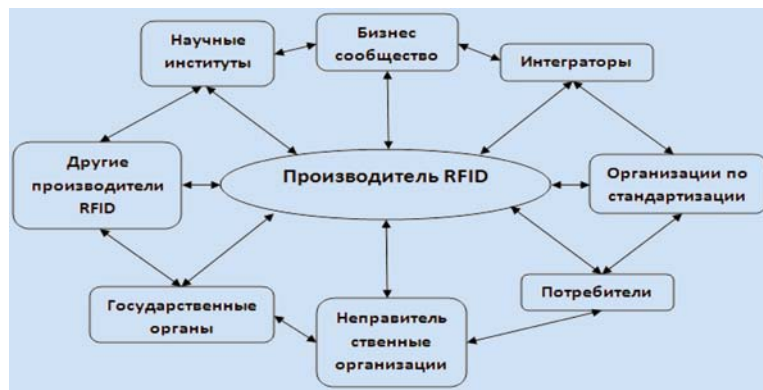 Научные
институты
Бизнес
сообщество
Интеграторы
Другие
производители
RFID
Производитель RFID
Организации по
стандартизации
Государственные
органы
Неправитель
ственные
организации
Потребители